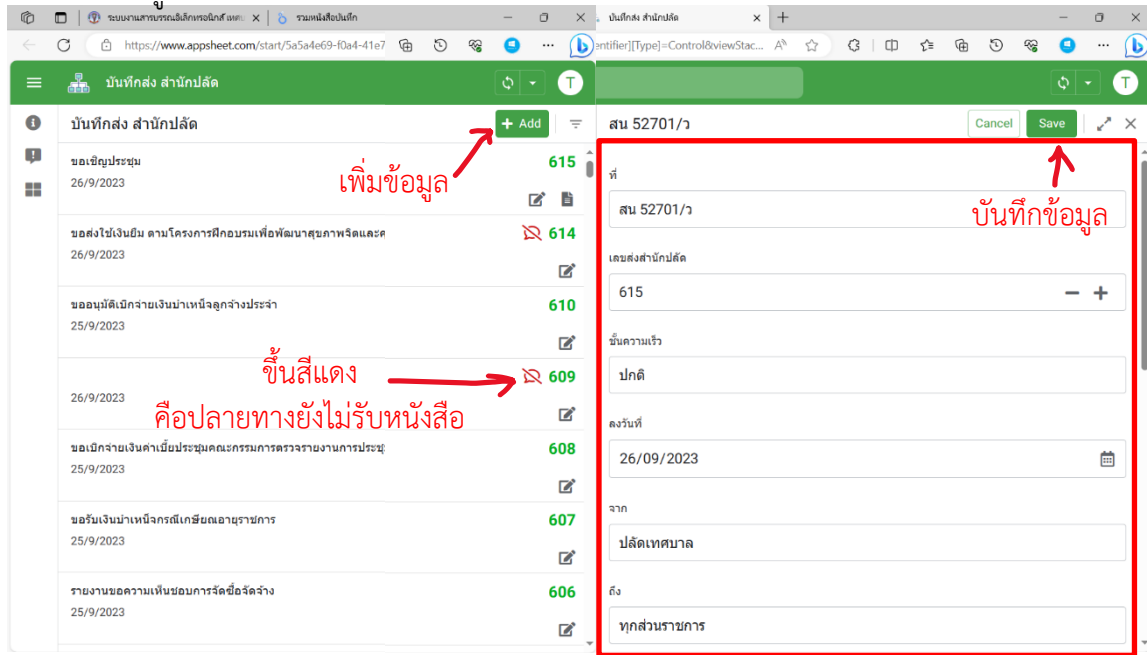 ระบบงานสารบรรณอิเล็กทรอนิกส์ เทศบ
รวมหนังสือบันทึก
https://www.appsheet.com/start/5a5a4e69-f0a4-41e7
บันทึกส่ง สำนักปลัด
T
บันทึกส่ง สำนักปลัด
+ Add
ขอเชิญประชุม
615
26/9/2023
เพิ่มข้อมูล
ขอส่งใช้เงินยืม ตามโครงการฝึกอบรมเพื่อพัฒนาสุขภาพจิตและค
614
26/9/2023
ขออนุมัติเบิกจ่ายเงินบำเหน็จลูกจ้างประจำ
610
25/9/2023
ขึ้นสีแดง
609
26/9/2023
คือปลายทางยังไม่รับหนังสือ
ขอเบิกจ่ายเงินค่าเบี้ยประชุมคณะกรรมการตรวจรายงานการประชุ
608
25/9/2023
ขอรับเงินบำเหน็จกรณีเกษียณอายุราชการ
607
25/9/2023
รายงานขอความเห็นชอบการจัดซื้อจัดจ้าง
606
25/9/2023
บันทึกส่ง สำนักปลัด
entifier][Type]=Control&viewStac...
T
สน 52701/ว
Cancel
Save
ที่
สน 52701/ว
บันทึกข้อมูล
เลขส่งสำนักปลัด
615
ชั้นความเร็ว
ปกติ
ลงวันที่
26/09/2023
จาก
ปลัดเทศบาล
ถึง
ทุกส่วนราชการ